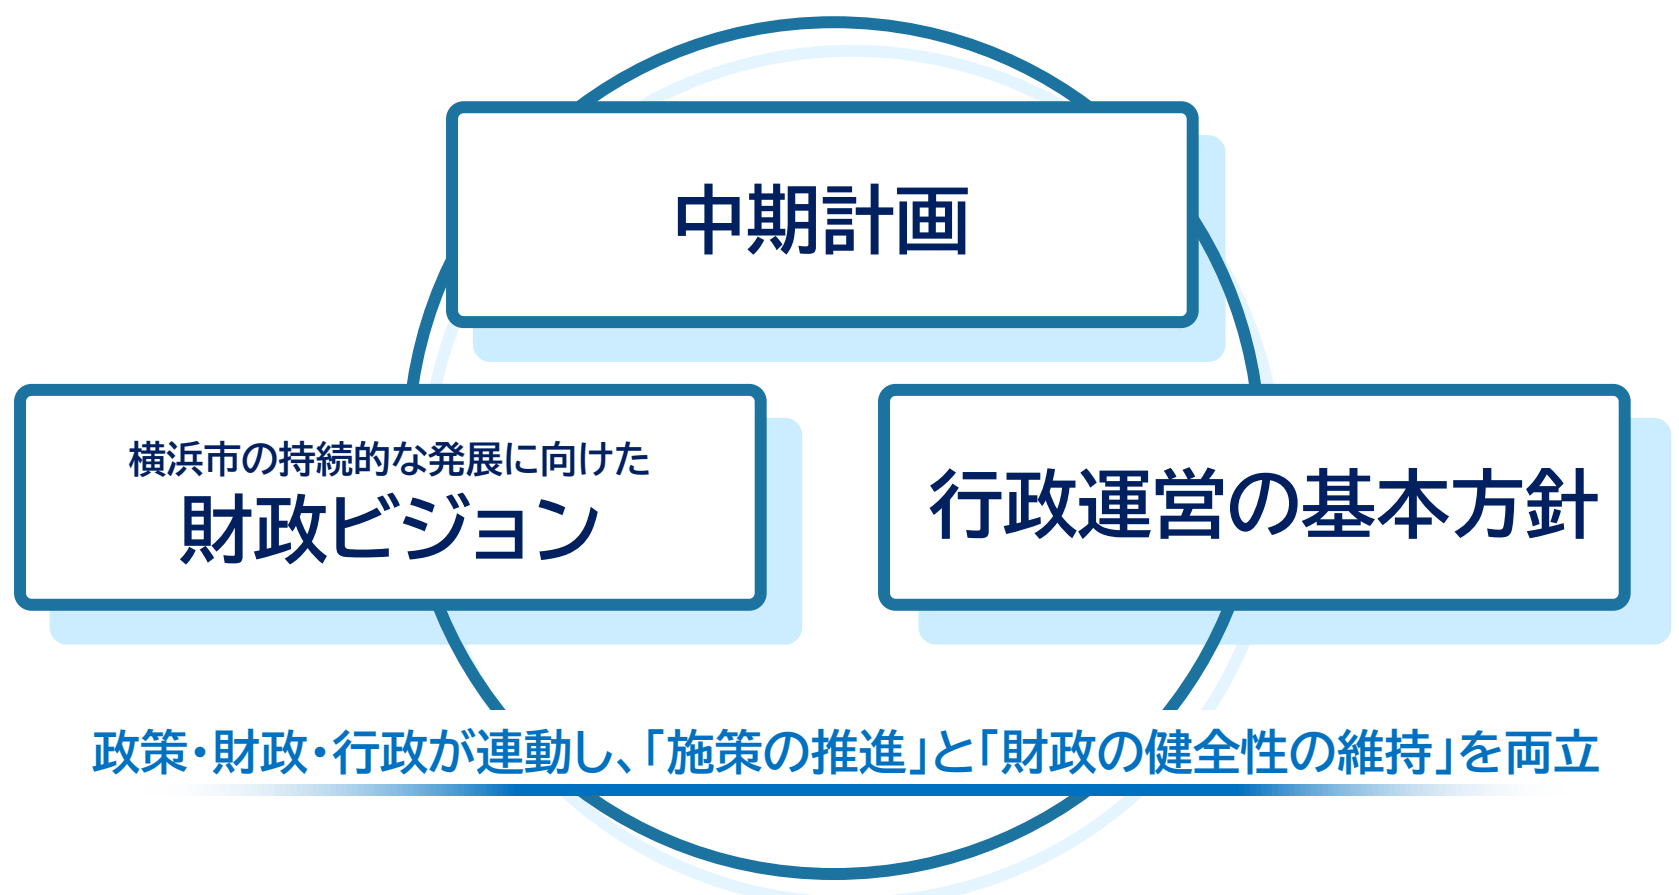 中期計画
横浜市の持続的な発展に向けた
財政ビジョン
行政運営の基本方針
政策・財政・行政が連動し、「施策の推進」と「財政の健全性の維持」を両立